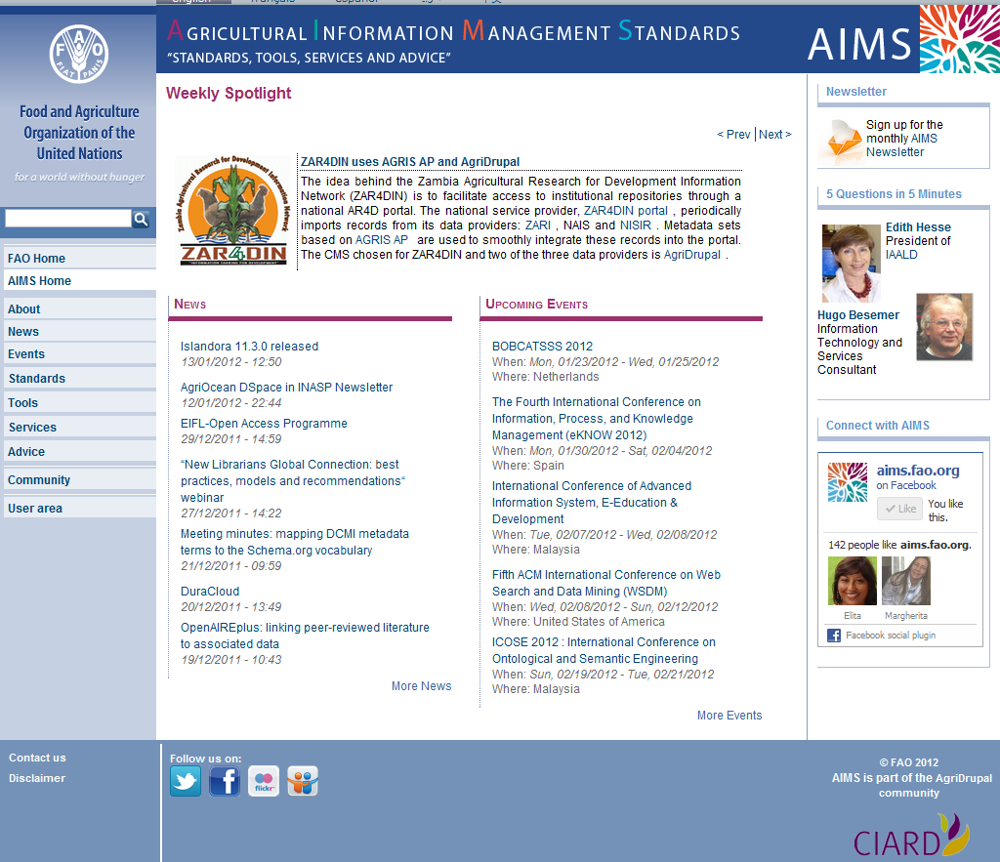 English Français Español
FAO
FIAT PANIS
Food and Agriculture
Organization of the
United Nations
for a world without hunger
FAO Home
AIMS Home
About
News
Events
Standards
Tools
Services
Advice
Community
User area
AGRICULTURAL INFORMATION MANAGEMENT STANDARDS
“STANDARDS, TOOLS, SERVICES AND ADVICE”
AIMS
Weekly Spotlight
< Prev | Next >
Zambia Agricultural Research for Development Information Network
ZAR4DIN
"INFORMATION SHARING FOR DEVELOPMENT"
ZAR4DIN uses AGRIS AP and AgriDrupal
The idea behind the Zambia Agricultural Research for Development Information
Network (ZAR4DIN) is to facilitate access to institutional repositories through a
national AR4D portal. The national service provider, ZAR4DIN portal , periodically
imports records from its data providers: ZARI , NAIS and NISIR . Metadata sets
based on AGRIS AP are used to smoothly integrate these records into the portal.
The CMS chosen for ZAR4DIN and two of the three data providers is AgriDrupal .
NEWS
Islandora 11.3.0 released
13/01/2012 - 12:50
AgriOcean DSpace in INASP Newsletter
12/01/2012 - 22:44
EIFL-Open Access Programme
29/12/2011 - 14:59
“New Librarians Global Connection: best
practices, models and recommendations“
webinar
27/12/2011 - 14:22
Meeting minutes: mapping DCMI metadata
terms to the Schema.org vocabulary
21/12/2011 - 09:59
DuraCloud
20/12/2011 - 13:49
OpenAIREplus: linking peer-reviewed literature
to associated data
19/12/2011 - 10:43
More News
UPCOMING EVENTS
BOBCATSSS 2012
When: Mon, 01/23/2012 - Wed, 01/25/2012
Where: Netherlands
The Fourth International Conference on
Information, Process, and Knowledge
Management (eKNOW 2012)
When: Mon, 01/30/2012 - Sat, 02/04/2012
Where: Spain
International Conference of Advanced
Information System, E-Education &
Development
When: Tue, 02/07/2012 - Wed, 02/08/2012
Where: Malaysia
Fifth ACM International Conference on Web
Search and Data Mining (WSDM)
When: Wed, 02/08/2012 - Sun, 02/12/2012
Where: United States of America
ICOSE 2012 : International Conference on
Ontological and Semantic Engineering
When: Sun, 02/19/2012 - Tue, 02/21/2012
Where: Malaysia
More Events
Newsletter
Sign up for the
monthly AIMS
Newsletter
5 Questions in 5 Minutes
Edith Hesse
President of
IAALD
Hugo Besemer
Information
Technology and
Services
Consultant
Connect with AIMS
aims.fao.org
on Facebook
Like
You like
this.
142 people like aims.fao.org.
Elita Margherita
Facebook social plugin
Contact us
Disclaimer
Follow us on:
flickr
© FAO 2012
AIMS is part of the AgriDrupal
community
CIARD